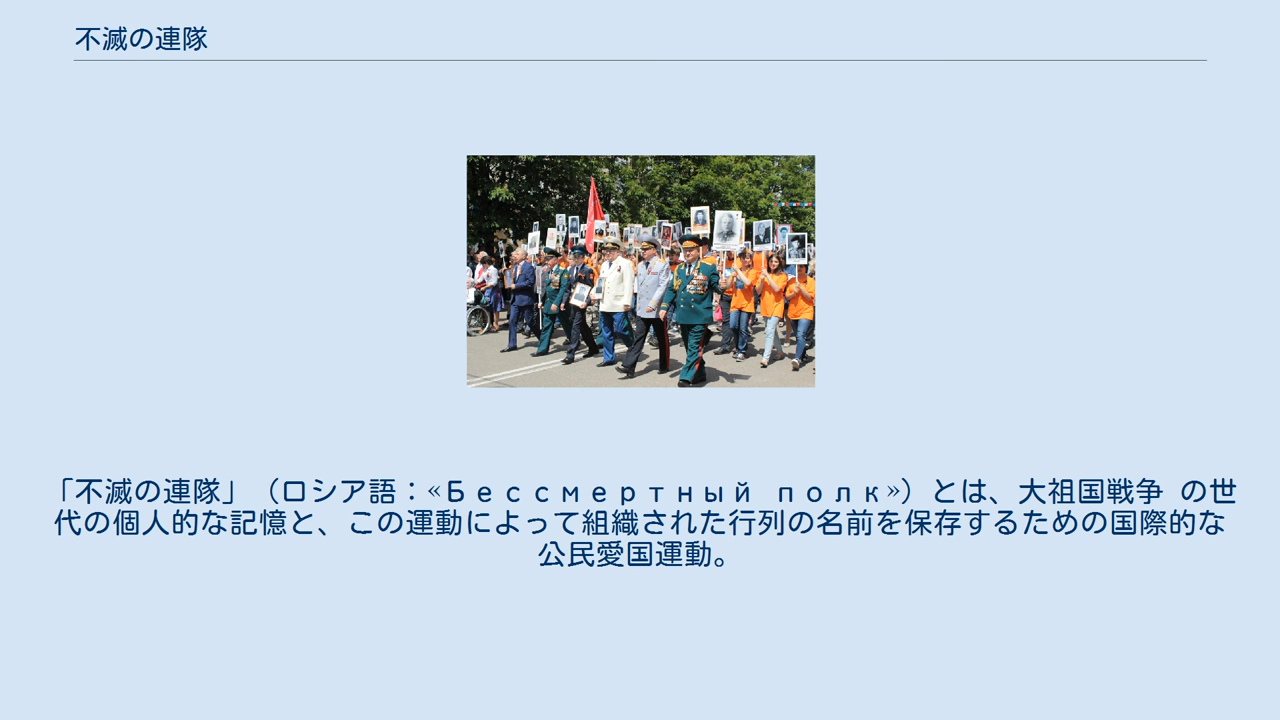 不滅の連隊
「不滅の連隊」（ロシア語：«Бессмертный полк»）とは、大祖国戦争 の世
代の個人的な記憶と、この運動によって組織された行列の名前を保存するための国際的な
公民愛国運動。